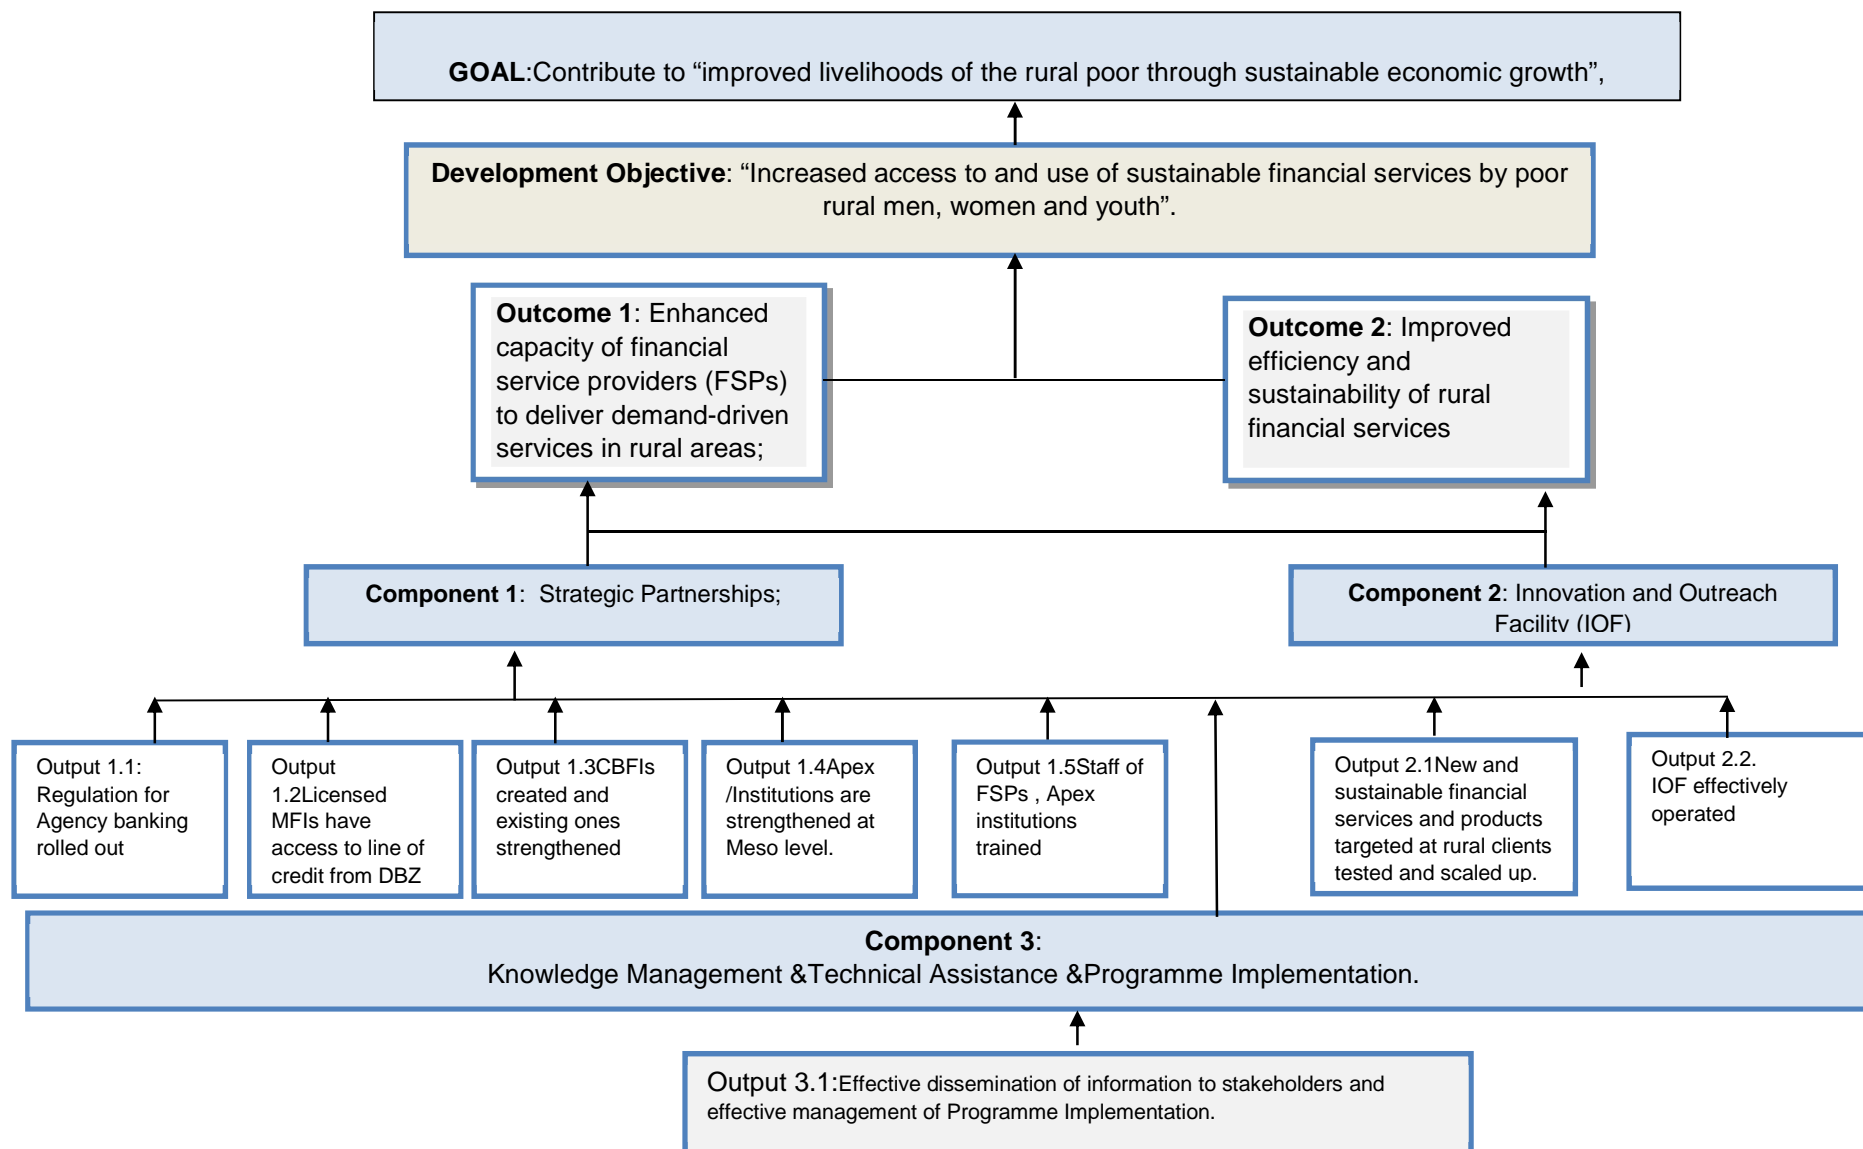 GOAL:Contribute to “improved livelihoods of the rural poor through sustainable economic growth”,
Development Objective: “Increased access to and use of sustainable financial services by poor
rural men, women and youth”.
Outcome 1: Enhanced
capacity of financial
service providers (FSPs)
to deliver demand-driven
services in rural areas;
Outcome 2: Improved
efficiency and
sustainability of rural
financial services
Component 1:  Strategic Partnerships;
Component 2: Innovation and Outreach
Facility (IOF)
Output 1.1:
Regulation for
Agency banking
rolled out
Output
1.2Licensed
MFIs have
access to line of
credit from DBZ
Output 1.3CBFIs
created and
existing ones
strengthened
Output 1.4Apex
/Institutions are
strengthened at
Meso level.
Output 1.5Staff of
FSPs , Apex
institutions
trained
Output 2.1New and
sustainable financial
services and products
targeted at rural clients
tested and scaled up.
Output 2.2.
IOF effectively
operated
Component 3:
Knowledge Management &Technical Assistance &Programme Implementation.
Output 3.1:Effective dissemination of information to stakeholders and
effective management of Programme Implementation.